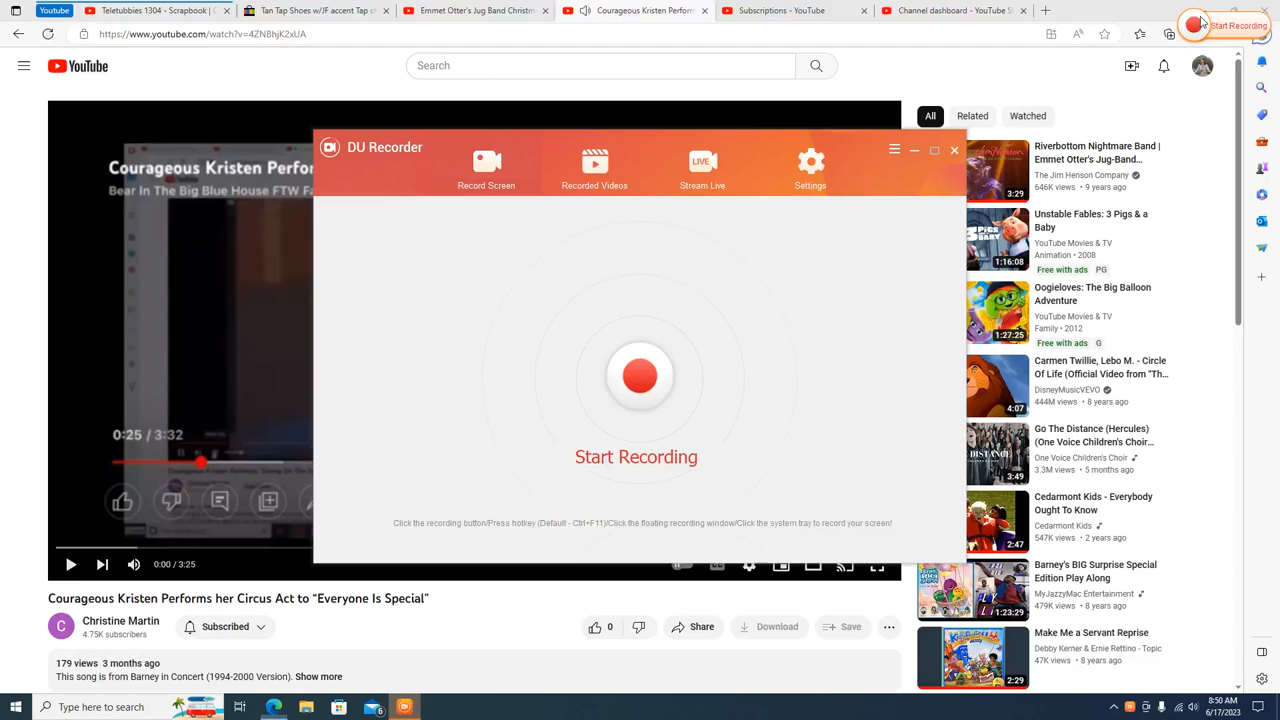 Youtube
Teletubbies 1304 - Scrapbook | C
Tan Tap Shoes w/JF accent Tap cl
Emmet Otter's Jug Band Christmas
Courageous Kristen Perform
Subscriptions - YouTube
Channel dashboard - YouTube S
Start Recording
https://www.youtube.com/watch?v=4ZNBhjK2xUA
YouTube
Search
All
Related
Watched
Courageous Kristen Per
Bear In The Big Blue House FTW Fa
0:25 / 3:32
DU Recorder
Record Screen
Recorded Videos
LIVE
Stream Live
Settings
Start Recording
Click the recording button/Press hotkey (Default - Ctrl+F11)/Click the floating recording window/Click the system tray to record your screen!
0:00 / 3:25
Courageous Kristen Performs her Circus Act to "Everyone Is Special"
C
Christine Martin
4.75K subscribers
Subscribed
0
Share
Download
Save
179 views 3 months ago
This song is from Barney in Concert (1994-2000 Version). Show more
3:29
Riverbottom Nightmare Band |
Emmet Otter's Jug-Band...
The Jim Henson Company
646K views • 9 years ago
1:16:08
Unstable Fables: 3 Pigs & a
Baby
YouTube Movies & TV
Animation • 2008
Free with ads PG
1:27:25
Oogieloves: The Big Balloon
Adventure
YouTube Movies & TV
Family • 2012
Free with ads G
4:07
Carmen Twillie, Lebo M. - Circle
Of Life (Official Video from "Th...
DisneyMusicVEVO
444M views • 8 years ago
3:49
Go The Distance (Hercules)
(One Voice Children's Choir...
One Voice Children's Choir
3.3M views • 5 months ago
2:47
Cedarmont Kids - Everybody
Ought To Know
Cedarmont Kids
547K views • 2 years ago
1:23:29
Barney's BIG Surprise Special
Edition Play Along
MyJazzyMac Entertainment
479K views • 8 years ago
2:29
Make Me a Servant Reprise
Debby Kerner & Ernie Rettino - Topic
47K views • 8 years ago
Type here to search
6
8:50 AM
6/17/2023